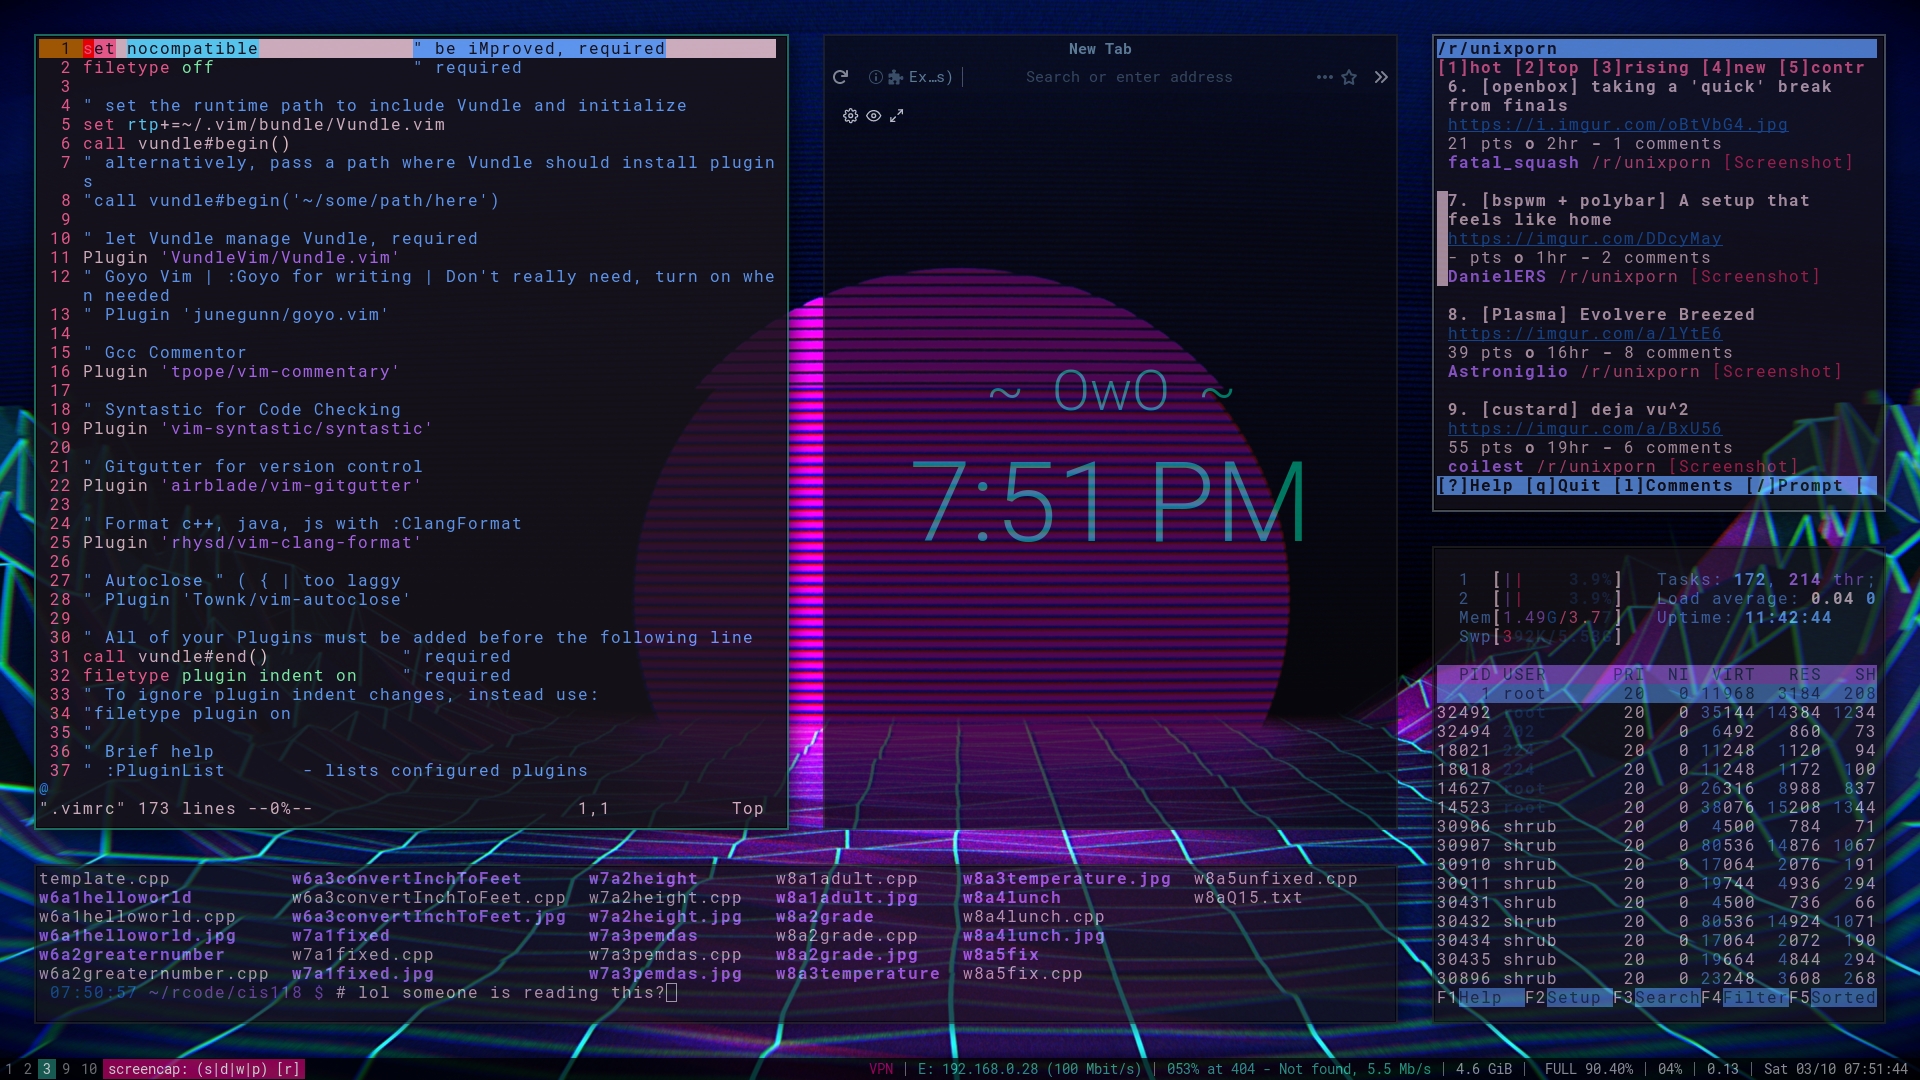 1 set nocompatible " be iMproved, required
2 filetype off " required
3
4 " set the runtime path to include Vundle and initialize
5 set rtp+=~/.vim/bundle/Vundle.vim
6 call vundle#begin()
7 " alternatively, pass a path where Vundle should install plugin
s
8 "call vundle#begin('~/some/path/here')
9
10 " let Vundle manage Vundle, required
11 Plugin 'VundleVim/Vundle.vim'
12 " Goyo Vim | :Goyo for writing | Don't really need, turn on whe
n needed
13 " Plugin 'junegunn/goyo.vim'
14
15 " Gcc Commentor
16 Plugin 'tpope/vim-commentary'
17
18 " Syntastic for Code Checking
19 Plugin 'vim-syntastic/syntastic'
20
21 " Gitgutter for version control
22 Plugin 'airblade/vim-gitgutter'
23
24 " Format c++, java, js with :ClangFormat
25 Plugin 'rhysd/vim-clang-format'
26
27 " Autoclose " ( { | too laggy
28 " Plugin 'Townk/vim-autoclose'
29
30 " All of your Plugins must be added before the following line
31 call vundle#end() " required
32 filetype plugin indent on " required
33 " To ignore plugin indent changes, instead use:
34 "filetype plugin on
35 "
36 " Brief help
37 " :PluginList - lists configured plugins
@
".vimrc" 173 lines --0%-- 1,1 Top
New Tab
Ex…s) Search or enter address
~ OwO ~
7:51 PM
/r/unixporn
[1]hot [2]top [3]rising [4]new [5]contr
6. [openbox] taking a 'quick' break
from finals
https://i.imgur.com/oBtVbG4.jpg
21 pts o 2hr - 1 comments
fatal_squash /r/unixporn [Screenshot]
7. [bspwm + polybar] A setup that
feels like home
https://imgur.com/DDcyMay
- pts o 1hr - 2 comments
DanielERS /r/unixporn [Screenshot]
8. [Plasma] Evolvere Breezed
https://imgur.com/a/lYtE6
39 pts o 16hr - 8 comments
Astroniglio /r/unixporn [Screenshot]
9. [custard] deja vu^2
https://imgur.com/a/BxU56
55 pts o 19hr - 6 comments
coilest /r/unixporn [Screenshot]
[?]Help [q]Quit [l]Comments [/]Prompt [
1 [|| 3.9%] Tasks: 172, 214 thr;
2 [|| 3.9%] Load average: 0.04 0
Mem[1.49G/3.77] Uptime: 11:42:44
Swp[ ]
PID USER PRI NI VIRT RES SH
1 root 20 0 11968 3184 208
32492 root 20 0 35144 14384 1234
32494 20 0 6492 860 73
18021 224 20 0 11248 1120 94
18018 224 20 0 11248 1172 100
14627 root 20 0 26316 8988 837
14523 root 20 0 38076 15208 1344
30906 shrub 20 0 4500 784 71
30907 shrub 20 0 80536 14876 1067
30910 shrub 20 0 17064 2076 191
30911 shrub 20 0 19744 4936 294
30431 shrub 20 0 4500 736 66
30432 shrub 20 0 80536 14924 1071
30434 shrub 20 0 17064 2072 190
30435 shrub 20 0 19664 4844 294
30896 shrub 20 0 23248 3608 268
F1Help F2Setup F3SearchF4FilterF5Sorted
template.cpp w6a3convertInchToFeet w7a2height w8a1adult.cpp w8a3temperature.jpg w8a5unfixed.cpp
w6a1helloworld w6a3convertInchToFeet.cpp w7a2height.cpp w8a1adult.jpg w8a4lunch w8aQ15.txt
w6a1helloworld.cpp w6a3convertInchToFeet.jpg w7a2height.jpg w8a2grade w8a4lunch.cpp
w6a1helloworld.jpg w7a1fixed w7a3pemdas w8a2grade.cpp w8a4lunch.jpg
w6a2greaternumber w7a1fixed.cpp w7a3pemdas.cpp w8a2grade.jpg w8a5fix
w6a2greaternumber.cpp w7a1fixed.jpg w7a3pemdas.jpg w8a3temperature w8a5fix.cpp
07:50:57 ~/rcode/cis118 $ # lol someone is reading this?
1 2 3 9 10 screencap: (s|d|w|p) [r] VPN | E: 192.168.0.28 (100 Mbit/s) | 053% at 404 - Not found, 5.5 Mb/s | 4.6 GiB | FULL 90.40% | 04% | 0.13 | Sat 03/10 07:51:44